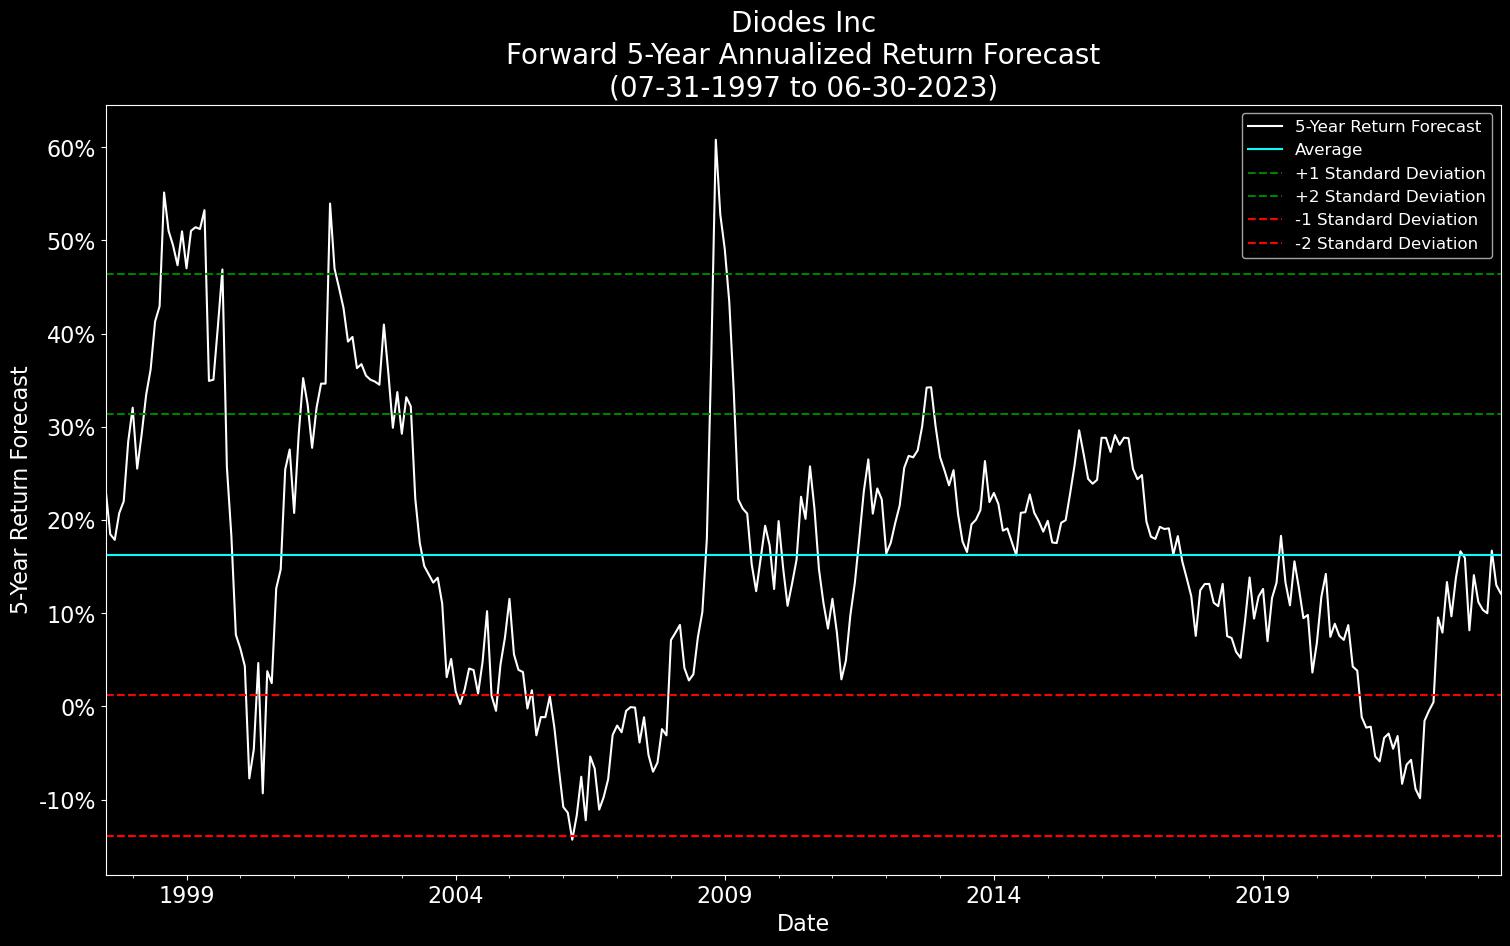 Diodes Inc
Forward 5-Year Annualized Return Forecast
(07-31-1997 to 06-30-2023)
5-Year Return Forecast
Average
+1 Standard Deviation
+2 Standard Deviation
-1 Standard Deviation
-2 Standard Deviation
5-Year Return Forecast
60%
50%
40%
30%
20%
10%
0%
-10%
1999
2004
2009
2014
2019
Date